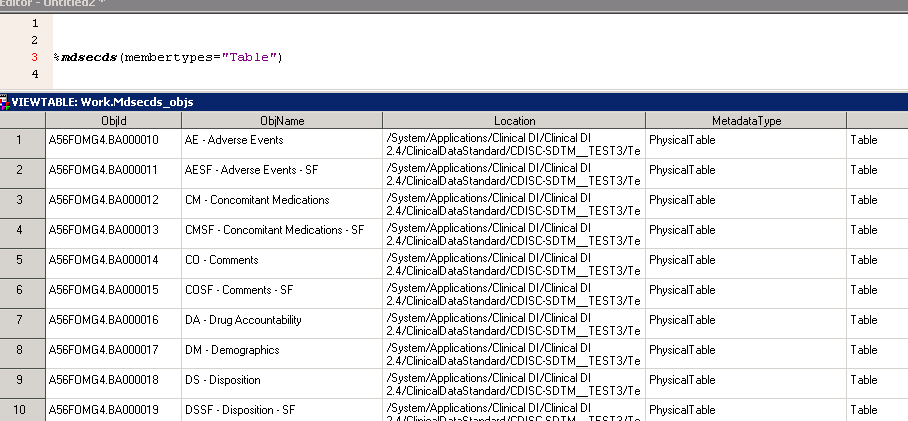 Editor - Untitled2 *
1
2
3 %mdsecds(membertypes="Table")
4
VIEWTABLE: Work.Mdsecds_objs
ObjId ObjName Location MetadataType
1 A56FOMG4.BA000010 AE - Adverse Events /System/Applications/Clinical DI/Clinical DI PhysicalTable Table
2.4/ClinicalDataStandard/CDISC-SDTM__TEST3/Te
2 A56FOMG4.BA000011 AESF - Adverse Events - SF /System/Applications/Clinical DI/Clinical DI PhysicalTable Table
2.4/ClinicalDataStandard/CDISC-SDTM__TEST3/Te
3 A56FOMG4.BA000012 CM - Concomitant Medications /System/Applications/Clinical DI/Clinical DI PhysicalTable Table
2.4/ClinicalDataStandard/CDISC-SDTM__TEST3/Te
4 A56FOMG4.BA000013 CMSF - Concomitant Medications - SF /System/Applications/Clinical DI/Clinical DI PhysicalTable Table
2.4/ClinicalDataStandard/CDISC-SDTM__TEST3/Te
5 A56FOMG4.BA000014 CO - Comments /System/Applications/Clinical DI/Clinical DI PhysicalTable Table
2.4/ClinicalDataStandard/CDISC-SDTM__TEST3/Te
6 A56FOMG4.BA000015 COSF - Comments - SF /System/Applications/Clinical DI/Clinical DI PhysicalTable Table
2.4/ClinicalDataStandard/CDISC-SDTM__TEST3/Te
7 A56FOMG4.BA000016 DA - Drug Accountability /System/Applications/Clinical DI/Clinical DI PhysicalTable Table
2.4/ClinicalDataStandard/CDISC-SDTM__TEST3/Te
8 A56FOMG4.BA000017 DM - Demographics /System/Applications/Clinical DI/Clinical DI PhysicalTable Table
2.4/ClinicalDataStandard/CDISC-SDTM__TEST3/Te
9 A56FOMG4.BA000018 DS - Disposition /System/Applications/Clinical DI/Clinical DI PhysicalTable Table
2.4/ClinicalDataStandard/CDISC-SDTM__TEST3/Te
10 A56FOMG4.BA000019 DSSF - Disposition - SF /System/Applications/Clinical DI/Clinical DI PhysicalTable Table
2.4/ClinicalDataStandard/CDISC-SDTM__TEST3/Te